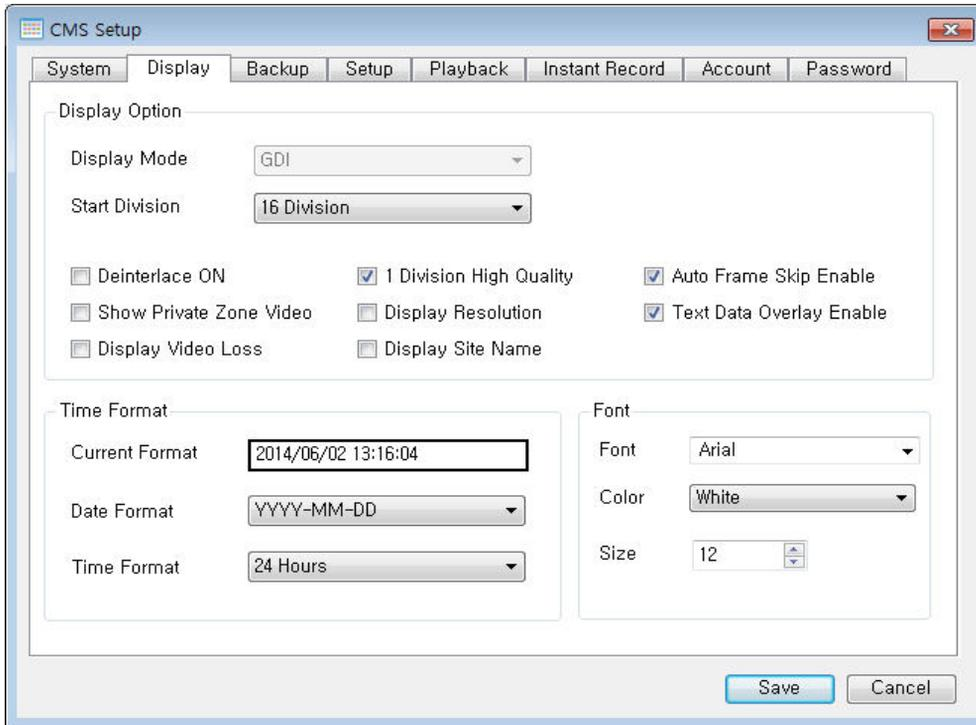 CMS Setup
System Display Backup Setup Playback Instant Record Account Password
Display Option
Display Mode GDI
Start Division 16 Division
Deinterlace ON 1 Division High Quality Auto Frame Skip Enable
Show Private Zone Video Display Resolution Text Data Overlay Enable
Display Video Loss Display Site Name
Time Format
Current Format 2014/06/02 13:16:04
Date Format YYYY-MM-DD
Time Format 24 Hours
Font
Font Arial
Color White
Size 12
Save Cancel